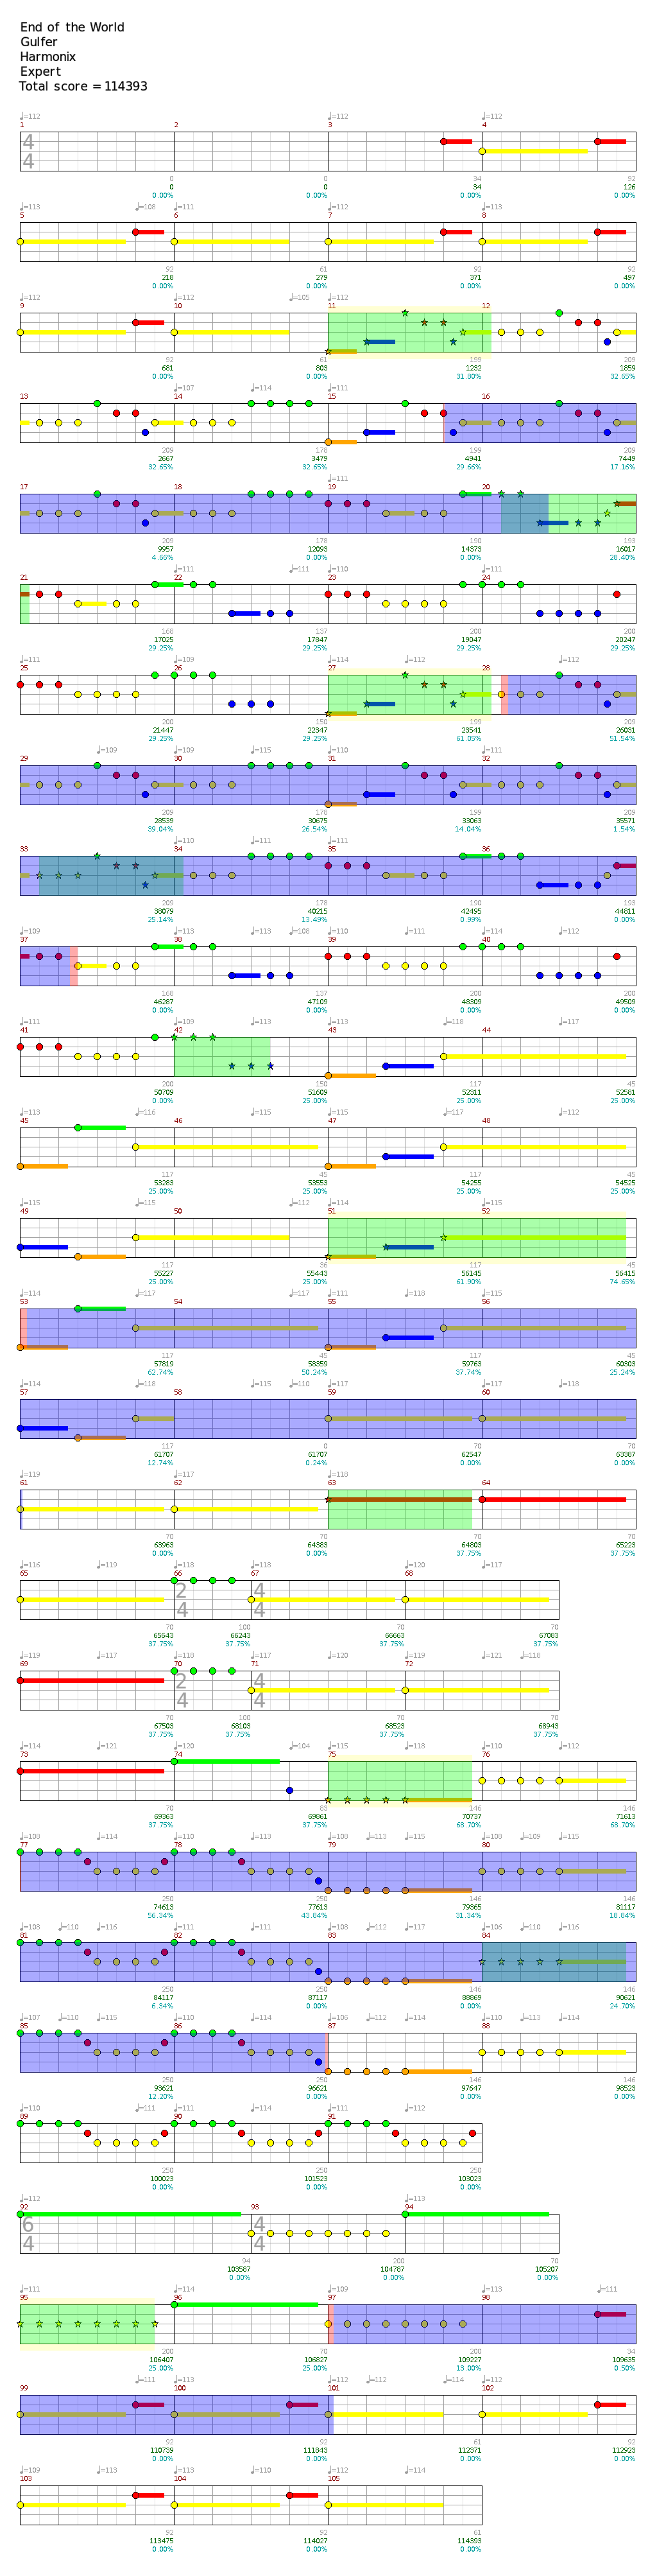 End of the World
Gulfer
Harmonix
Expert
Total score = 114393
♩=112 ♩=112 ♩=112
1 2 3 4
4
4
0 0 34 92
0 0 34 126
0.00% 0.00% 0.00% 0.00%
♩=113 ♩=108 ♩=111 ♩=112 ♩=113
5 6 7 8
92 61 92 92
218 279 371 497
0.00% 0.00% 0.00% 0.00%
♩=112 ♩=112 ♩=105 ♩=112
9 10 11 12
92 61 199 209
681 803 1232 1859
0.00% 0.00% 31.80% 32.65%
♩=107 ♩=114 ♩=111
13 14 15 16
209 178 199 209
2667 3479 4941 7449
32.65% 32.65% 29.66% 17.16%
♩=111
17 18 19 20
209 178 190 193
9957 12093 14373 16017
4.66% 0.00% 0.00% 28.40%
♩=111 ♩=111 ♩=110 ♩=111
21 22 23 24
168 137 200 200
17025 17847 19047 20247
29.25% 29.25% 29.25% 29.25%
♩=111 ♩=109 ♩=114 ♩=112 ♩=112
25 26 27 28
200 150 199 209
21447 22347 23541 26031
29.25% 29.25% 61.05% 51.54%
♩=109 ♩=109 ♩=115 ♩=110 ♩=111
29 30 31 32
209 178 199 209
28539 30675 33063 35571
39.04% 26.54% 14.04% 1.54%
♩=110 ♩=111 ♩=111
33 34 35 36
209 178 190 193
38079 40215 42495 44811
25.14% 13.49% 0.99% 0.00%
♩=109 ♩=113 ♩=113 ♩=108 ♩=110 ♩=111 ♩=114 ♩=112
37 38 39 40
168 137 200 200
46287 47109 48309 49509
0.00% 0.00% 0.00% 0.00%
♩=111 ♩=109 ♩=113 ♩=118 ♩=117
41 42 43 44
200 150 117 45
50709 51609 52311 52581
0.00% 25.00% 25.00% 25.00%
♩=113 ♩=116 ♩=115 ♩=117 ♩=112
45 46 47 48
117 45 117 45
53283 53553 54255 54525
25.00% 25.00% 25.00% 25.00%
♩=115 ♩=115 ♩=112 ♩=114 ♩=115
49 50 51 52
117 36 117 45
55227 55443 56145 56415
25.00% 25.00% 61.90% 74.65%
♩=114 ♩=117 ♩=111 ♩=118 ♩=115
53 54 55 56
117 45 117 45
57819 58359 59763 60303
62.74% 50.24% 37.74% 25.24%
♩=114 ♩=118 ♩=115 ♩=110 ♩=117 ♩=117 ♩=118
57 58 59 60
117 0 70 70
61707 61707 62547 63387
12.74% 0.24% 0.00% 0.00%
♩=119 ♩=117 ♩=118
61 62 63 64
70 70 70 70
63963 64383 64803 65223
0.00% 0.00% 37.75% 37.75%
♩=116 ♩=119 ♩=118 ♩=118 ♩=120 ♩=117
65 66 67 68
2
4
4
4
70 100 70 70
65643 66243 66663 67083
37.75% 37.75% 37.75% 37.75%
♩=119 ♩=117 ♩=118 ♩=117 ♩=120 ♩=119 ♩=121 ♩=118
69 70 71 72
2
4
4
4
70 100 70 70
67503 68103 68523 68943
37.75% 37.75% 37.75% 37.75%
♩=114 ♩=121 ♩=120 ♩=104 ♩=115 ♩=118 ♩=110 ♩=112
73 74 75 76
70 83 146 146
69363 69861 70737 71613
37.75% 37.75% 68.70% 68.70%
♩=108 ♩=114 ♩=110 ♩=113 ♩=108 ♩=113 ♩=115 ♩=108 ♩=109 ♩=115
77 78 79 80
250 250 146 146
74613 77613 79365 81117
56.34% 43.84% 31.34% 18.84%
♩=108 ♩=110 ♩=116 ♩=111 ♩=111 ♩=109 ♩=114 ♩=106 ♩=110 ♩=116
81 82 83 84
250 250 146 146
84117 87117 88869 90621
6.34% 0.00% 0.00% 24.70%
♩=107 ♩=110 ♩=115 ♩=110 ♩=111 ♩=106 ♩=112 ♩=114 ♩=110 ♩=113 ♩=114
85 86 87 88
250 250 146 146
93621 96621 97647 98523
12.20% 0.00% 0.00% 0.00%
♩=110 ♩=111 ♩=114 ♩=111 ♩=112
89 90 91
250 250 250
100023 101523 103023
0.00% 0.00% 0.00%
♩=112 ♩=113
92 93 94
6
4
4
4
94 200 70
103587 104787 105207
0.00% 0.00% 0.00%
♩=111 ♩=114 ♩=109 ♩=113 ♩=111
95 96 97 98
200 70 200 34
106407 106827 109227 109635
25.00% 25.00% 13.00% 0.50%
♩=111 ♩=113 ♩=112 ♩=112 ♩=114 ♩=112
99 100 101 102
92 92 61 92
110739 111843 112371 112923
0.00% 0.00% 0.00% 0.00%
♩=109 ♩=113 ♩=113 ♩=110 ♩=112 ♩=114
103 104 105
92 92 61
113475 114027 114393
0.00% 0.00% 0.00%